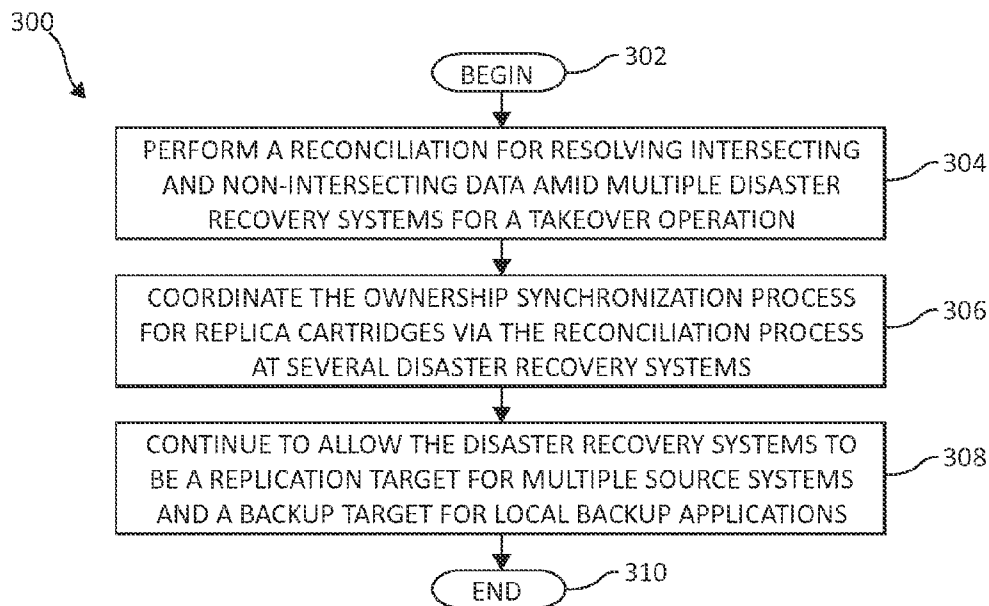 300
BEGIN
302
PERFORM A RECONCILIATION FOR RESOLVING INTERSECTING
AND NON-INTERSECTING DATA AMID MULTIPLE DISASTER
RECOVERY SYSTEMS FOR A TAKEOVER OPERATION
304
COORDINATE THE OWNERSHIP SYNCHRONIZATION PROCESS
FOR REPLICA CARTRIDGES VIA THE RECONCILIATION PROCESS
AT SEVERAL DISASTER RECOVERY SYSTEMS
306
CONTINUE TO ALLOW THE DISASTER RECOVERY SYSTEMS TO
BE A REPLICATION TARGET FOR MULTIPLE SOURCE SYSTEMS
AND A BACKUP TARGET FOR LOCAL BACKUP APPLICATIONS
308
END
310